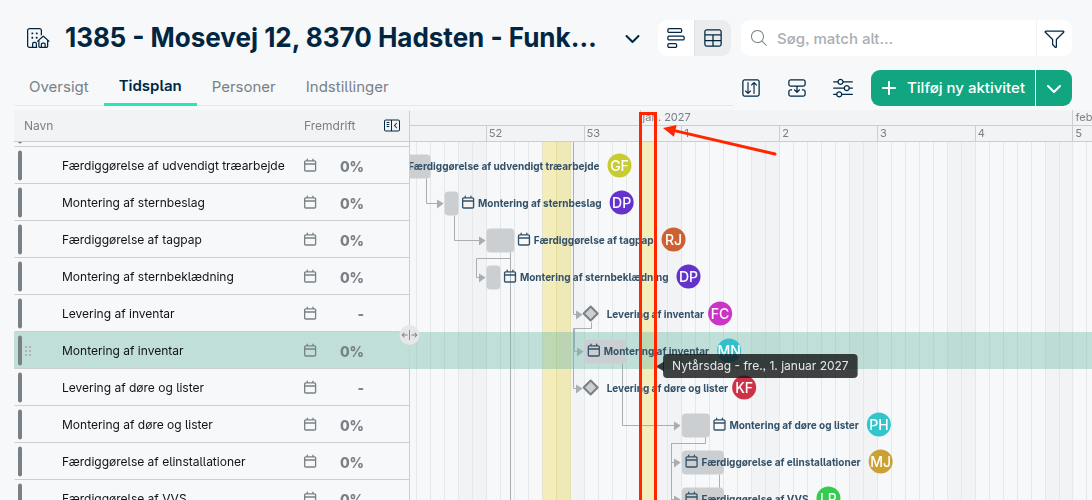 1385 - Mosevej 12, 8370 Hadsten - Funk...
Søg, match alt...
Oversigt Tidsplan Personer Indstillinger
Tilføj ny aktivitet
Navn Fremdrift
jan. 2027 feb
52 53 1 2 3 4 5
Færdiggørelse af udvendigt træarbejde 0% Færdiggørelse af udvendigt træarbejde GF
Montering af sternbeslag 0% Montering af sternbeslag DP
Færdiggørelse af tagpap 0% Færdiggørelse af tagpap RJ
Montering af sternbeklædning 0% Montering af sternbeklædning DP
Levering af inventar - Levering af inventar FC
Montering af inventar 0% Montering af inventar MN
Nytårsdag - fre., 1. januar 2027
Levering af døre og lister - Levering af døre og lister KF
Montering af døre og lister 0% Montering af døre og lister PH
Færdiggørelse af elinstallationer 0% Færdiggørelse af elinstallationer MJ
Færdiggørelse af VVS 0% Færdiggørelse af VVS LP